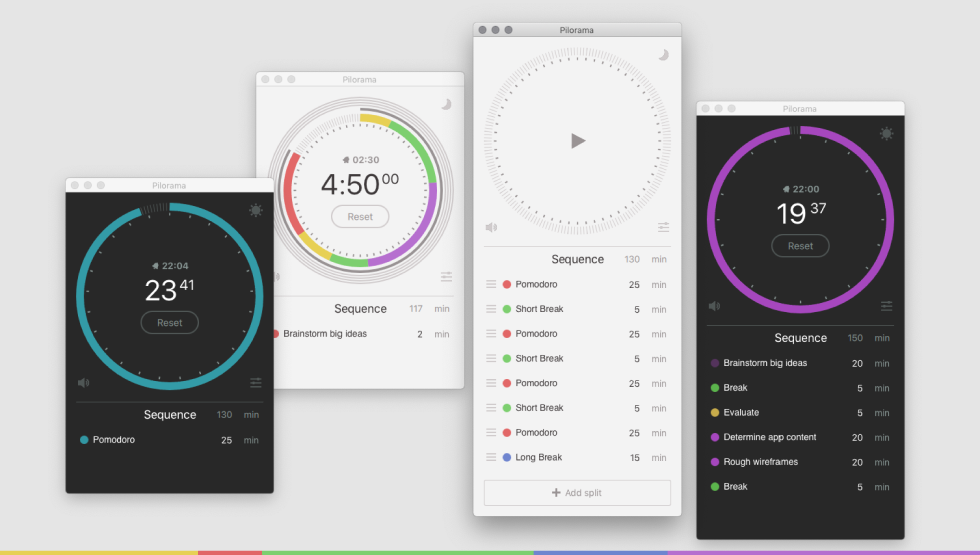 Pilorama
22:04
23 41
Reset
Sequence 130 min
Pomodoro 25 min
Pilorama
02:30
4:50 00
Reset
Sequence 117 min
Brainstorm big ideas 2 min
Pilorama
Sequence 130 min
Pomodoro 25 min
Short Break 5 min
Pomodoro 25 min
Short Break 5 min
Pomodoro 25 min
Short Break 5 min
Pomodoro 25 min
Long Break 15 min
+ Add split
Pilorama
22:00
19 37
Reset
Sequence 150 min
Brainstorm big ideas 20 min
Break 5 min
Evaluate 5 min
Determine app content 20 min
Rough wireframes 20 min
Break 5 min